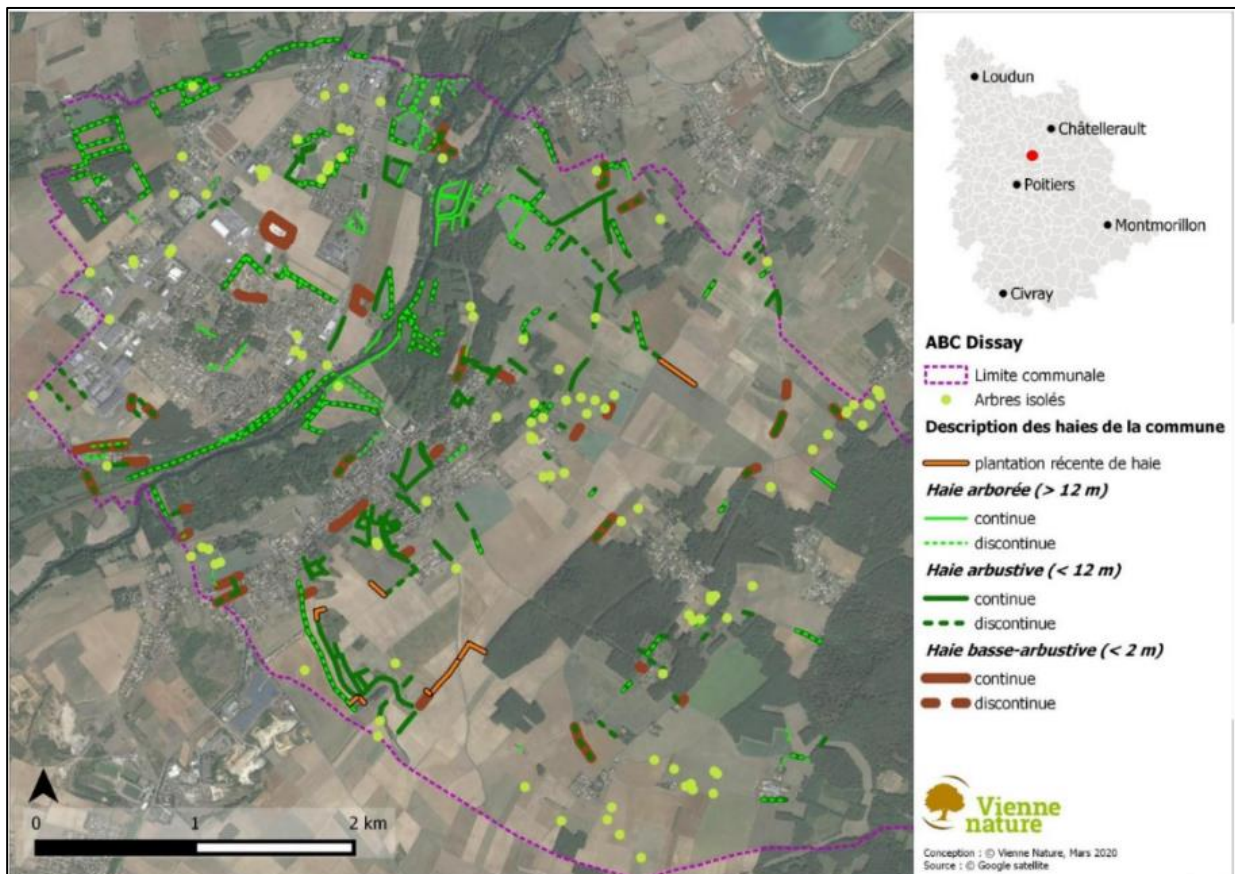 Loudun
Châtellerault
Poitiers
Montmorillon
Civray
ABC Dissay
Limite communale
Arbres isolés
Description des haies de la commune
plantation récente de haie
Haie arborée (> 12 m)
continue
discontinue
Haie arbustive (< 12 m)
continue
discontinue
Haie basse-arbustive (< 2 m)
continue
discontinue
Vienne
nature
Conception : © Vienne Nature, Mars 2020
Source : © Google satellite
0 1 2 km